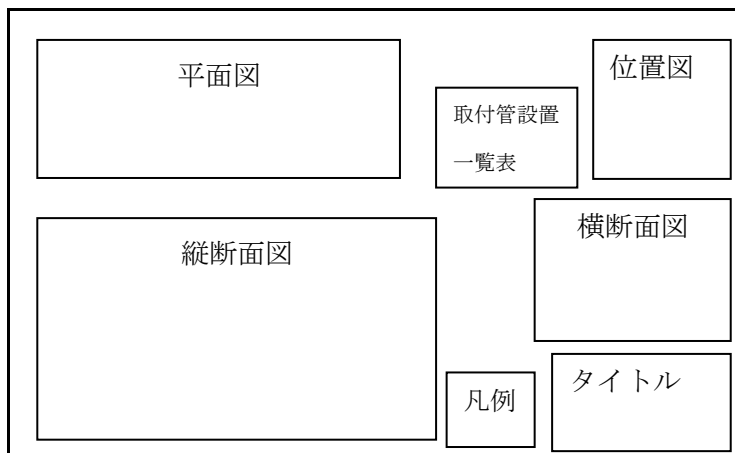 平面図
位置図
取付管設置
一覧表
縦断面図
横断面図
凡例
タイトル